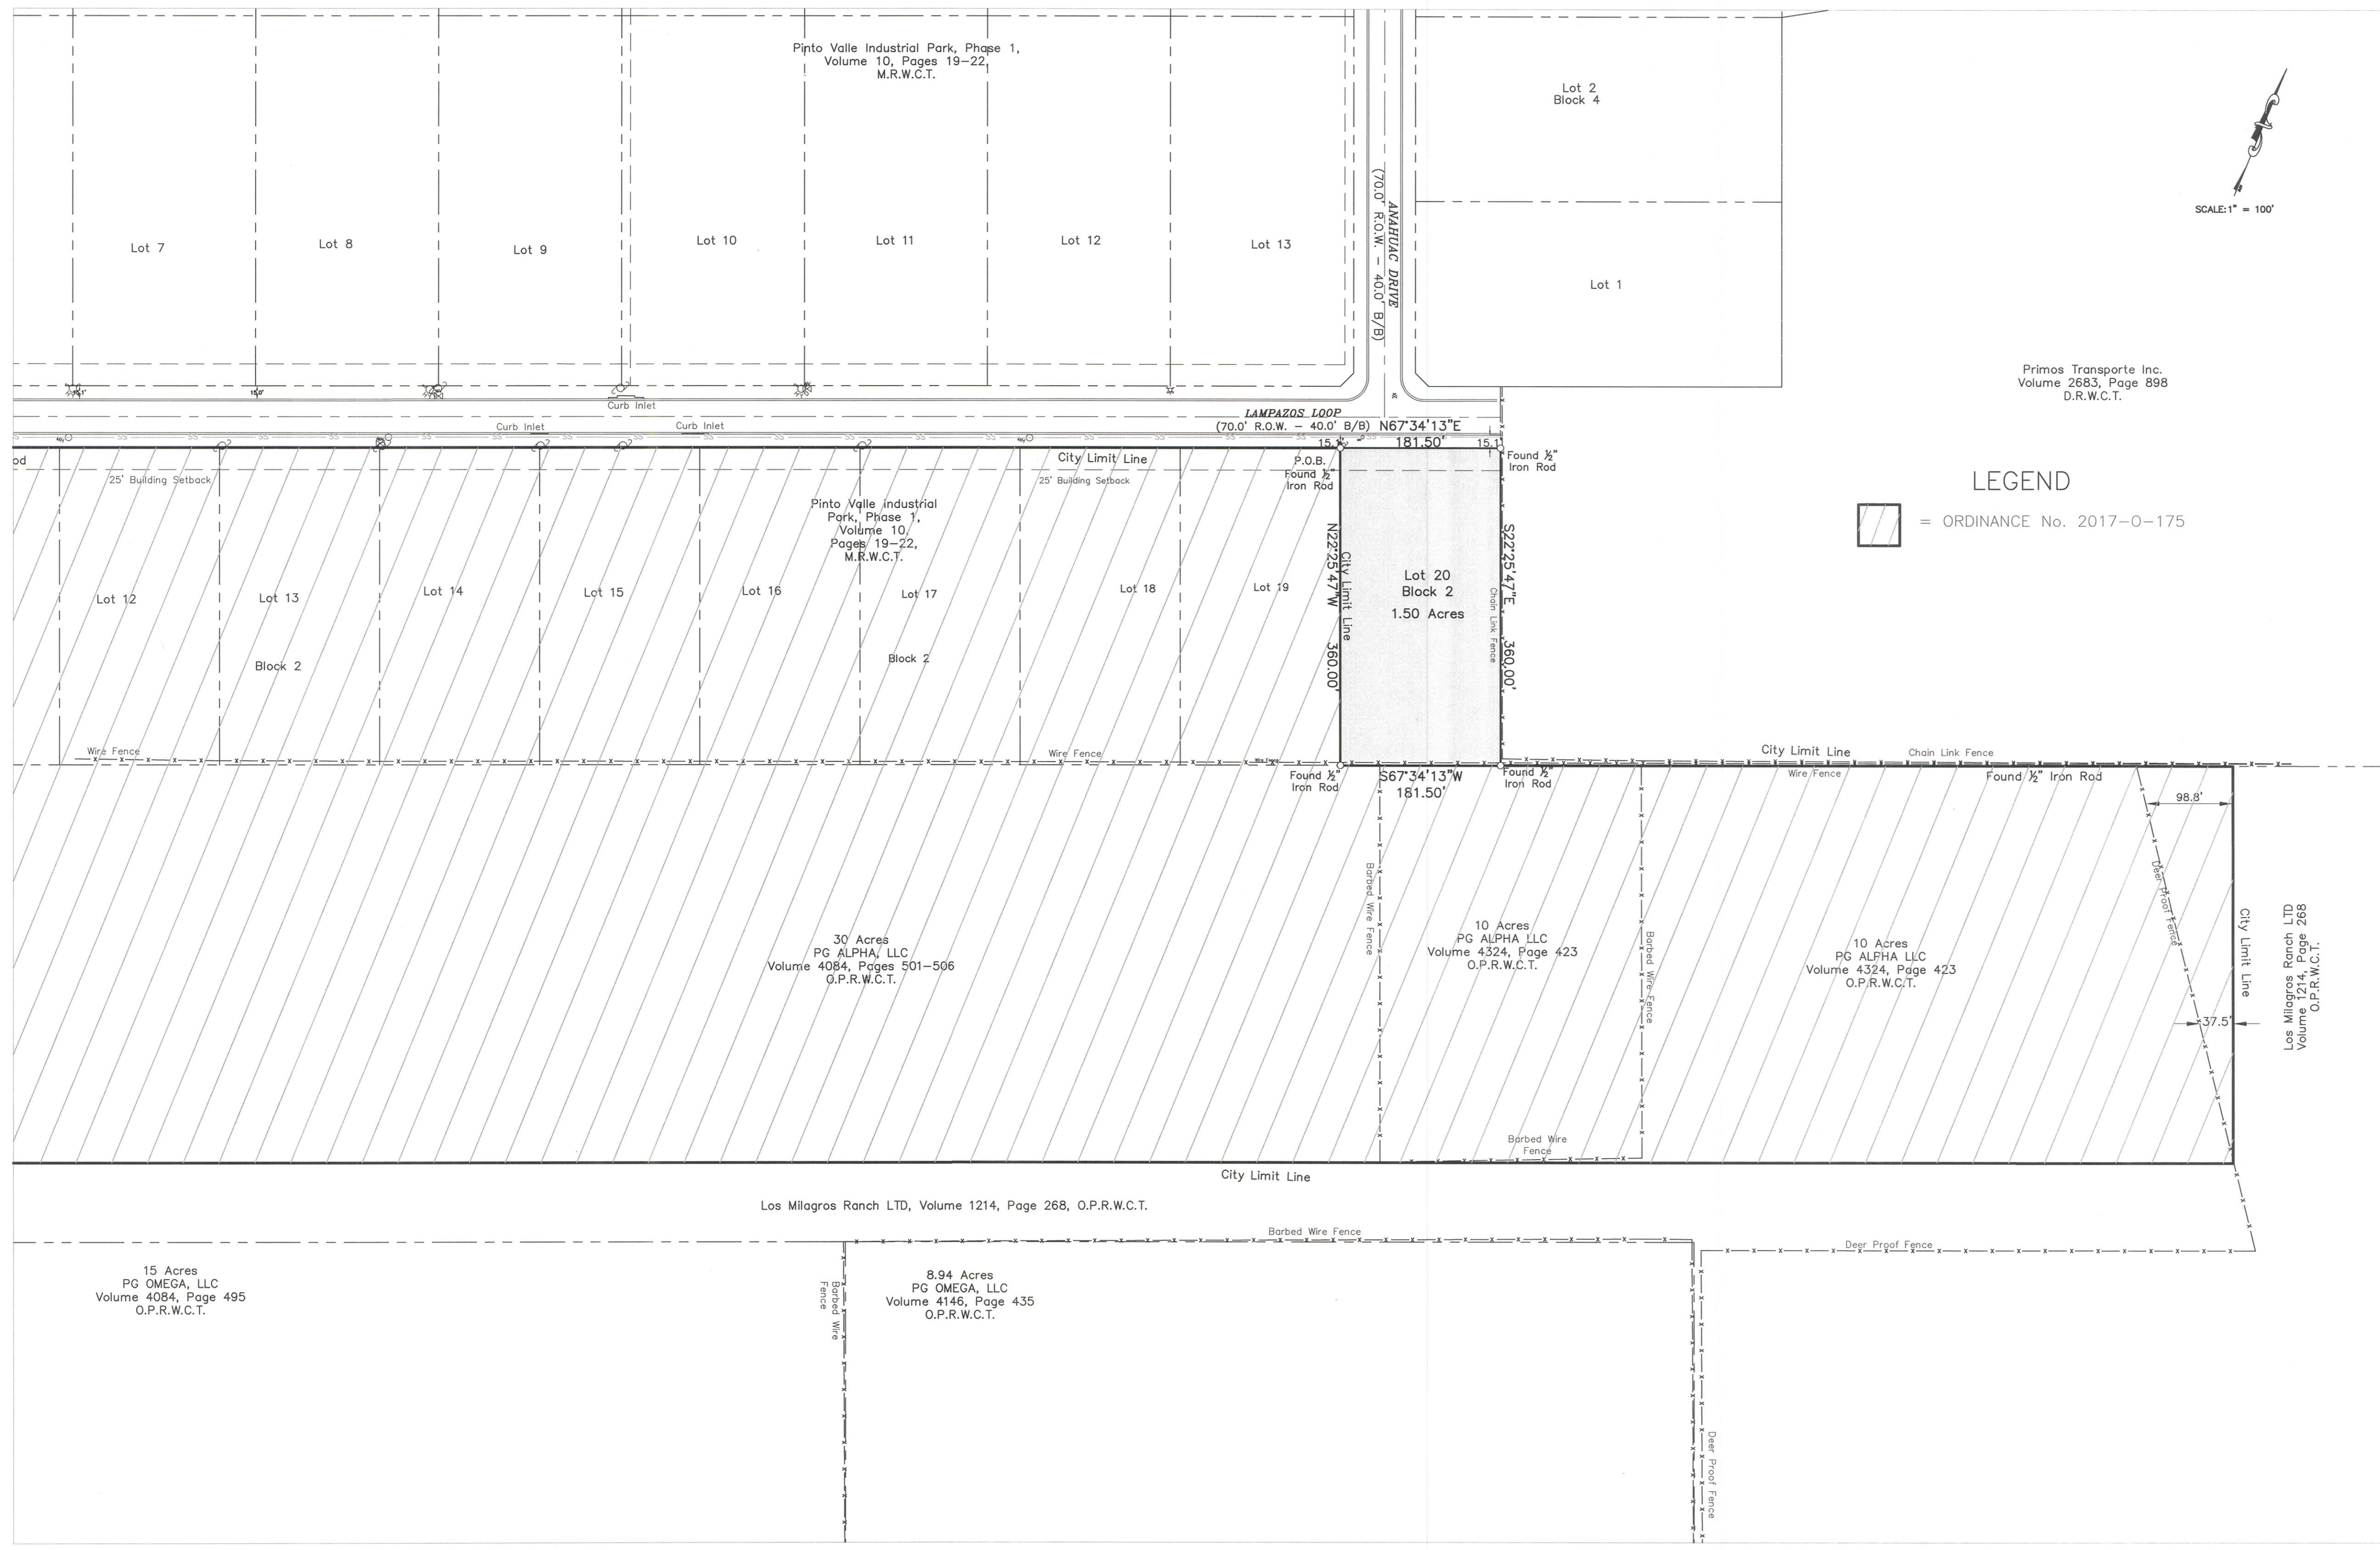 Pinto Valle Industrial Park, Phase 1,
Volume 10, Pages 19-22,
M.R.W.C.T.
Lot 2
Block 4
SCALE: 1" = 100'
Lot 7
Lot 8
Lot 9
Lot 10
Lot 11
Lot 12
Lot 13
ANAHUAC DRIVE
(70.0' R.O.W. - 40.0' B/B)
Lot 1
Primos Transporte Inc.
Volume 2683, Page 898
D.R.W.C.T.
15.1'
15.0'
Curb Inlet
Curb Inlet
Curb Inlet
LAMPAZOS LOOP
(70.0' R.O.W. - 40.0' B/B)
N67°34'13"E
181.50'
15.1'
15.1'
od
25' Building Setback
City Limit Line
25' Building Setback
P.O.B.
Found ½"
Iron Rod
Found ½"
Iron Rod
LEGEND
= ORDINANCE No. 2017-O-175
Pinto Valle Industrial
Park, Phase 1,
Volume 10,
Pages 19-22,
M.R.W.C.T.
N22°25'47"W 360.00'
City Limit Line
Lot 20
Block 2
1.50 Acres
Chain Link Fence
S22°25'47"E 360.00'
Lot 12
Lot 13
Lot 14
Lot 15
Lot 16
Lot 17
Lot 18
Lot 19
Block 2
Block 2
Wire Fence
Wire Fence
Wire Fence
Found ½"
Iron Rod
S67°34'13"W
181.50'
Found ½"
Iron Rod
City Limit Line
Chain Link Fence
Wire Fence
Found ½" Iron Rod
98.8'
Deer Proof Fence
Barbed Wire Fence
Barbed Wire Fence
30 Acres
PG ALPHA, LLC
Volume 4084, Pages 501-506
O.P.R.W.C.T.
10 Acres
PG ALPHA LLC
Volume 4324, Page 423
O.P.R.W.C.T.
10 Acres
PG ALPHA LLC
Volume 4324, Page 423
O.P.R.W.C.T.
City Limit Line
Los Milagros Ranch LTD
Volume 1214, Page 268
O.P.R.W.C.T.
37.5'
Barbed Wire
Fence
City Limit Line
Los Milagros Ranch LTD, Volume 1214, Page 268, O.P.R.W.C.T.
Barbed Wire Fence
Deer Proof Fence
15 Acres
PG OMEGA, LLC
Volume 4084, Page 495
O.P.R.W.C.T.
Barbed Wire
Fence
8.94 Acres
PG OMEGA, LLC
Volume 4146, Page 435
O.P.R.W.C.T.
Deer Proof Fence